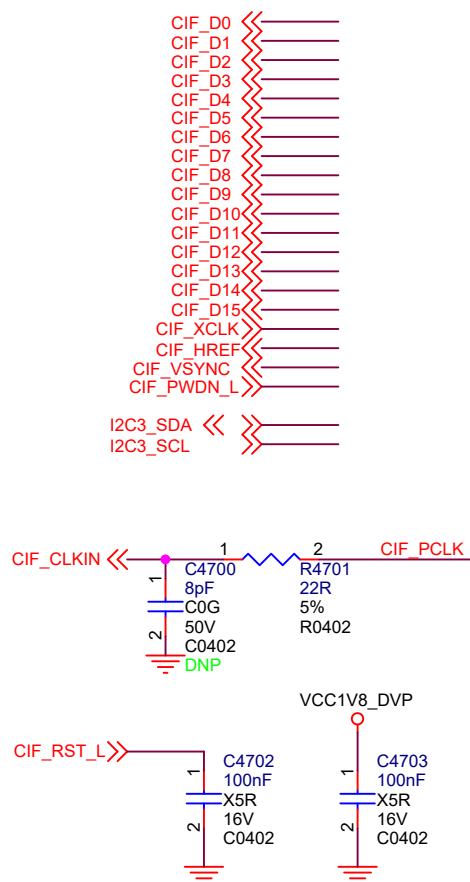 CIF_D0
CIF_D1
CIF_D2
CIF_D3
CIF_D4
CIF_D5
CIF_D6
CIF_D7
CIF_D8
CIF_D9
CIF_D10
CIF_D11
CIF_D12
CIF_D13
CIF_D14
CIF_D15
CIF_XCLK
CIF_HREF
CIF_VSYNC
CIF_PWDN_L
I2C3_SDA
I2C3_SCL
CIF_CLKIN
1
2
CIF_PCLK
1
2
C4700
8pF
C0G
50V
C0402
DNP
R4701
22R
5%
R0402
VCC1V8_DVP
CIF_RST_L
1
2
C4702
100nF
X5R
16V
C0402
1
2
C4703
100nF
X5R
16V
C0402